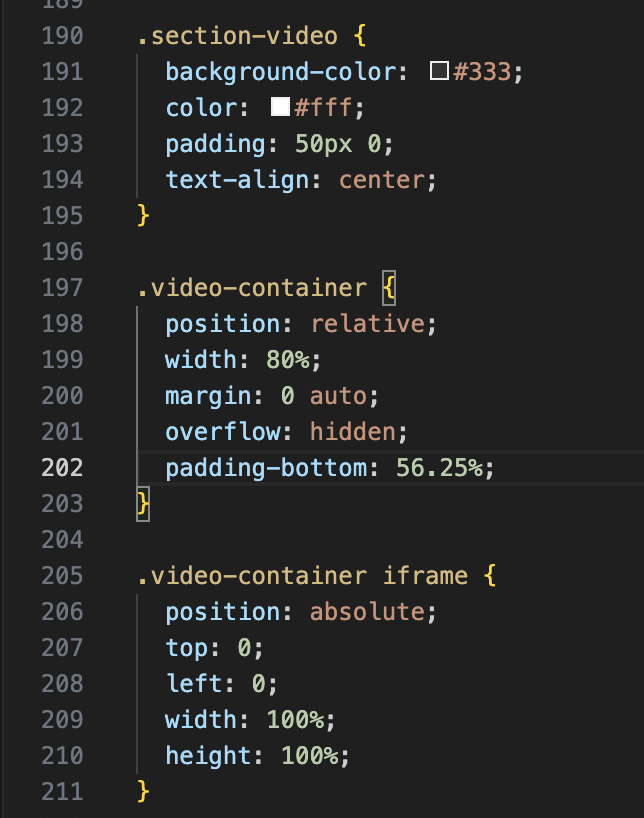 189
190 .section-video {
191 background-color: #333;
192 color: #fff;
193 padding: 50px 0;
194 text-align: center;
195 }
196
197 .video-container {
198 position: relative;
199 width: 80%;
200 margin: 0 auto;
201 overflow: hidden;
202 padding-bottom: 56.25%;
203 }
204
205 .video-container iframe {
206 position: absolute;
207 top: 0;
208 left: 0;
209 width: 100%;
210 height: 100%;
211 }